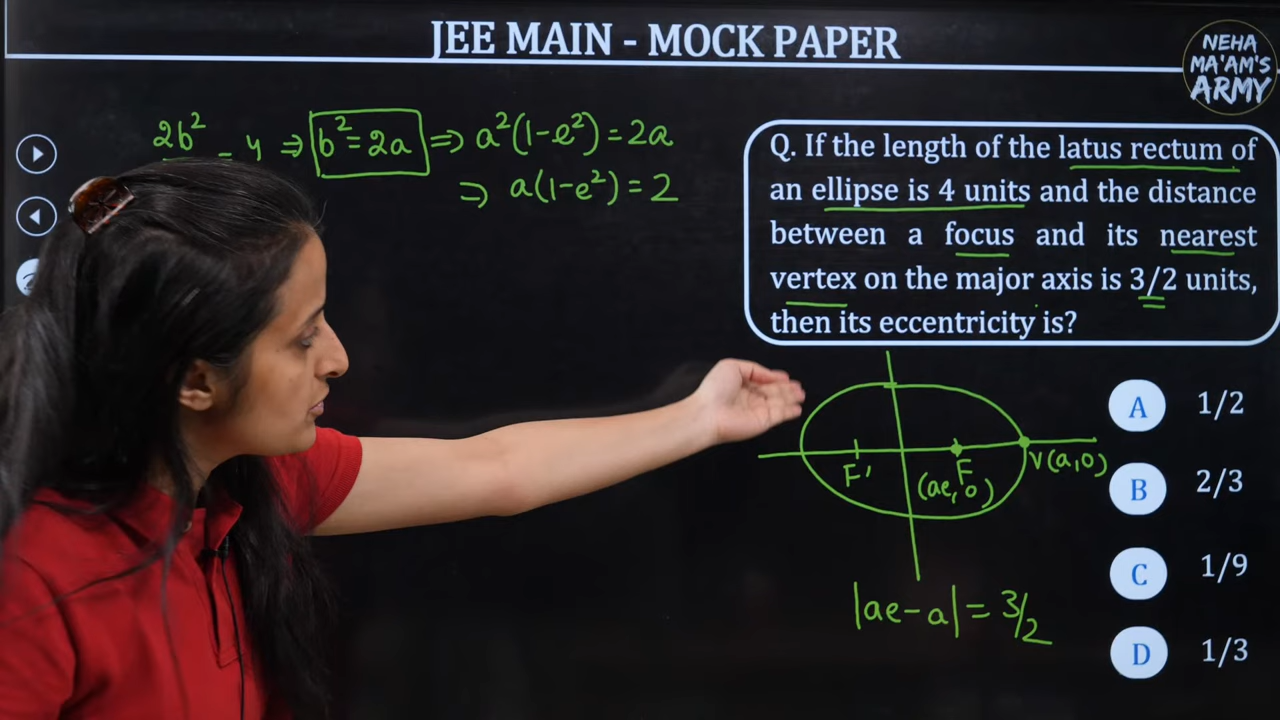 JEE MAIN - MOCK PAPER
NEHA
MA'AM'S
ARMY
2b² = 4 ⇒ b² = 2a ⇒ a²(1-e²) = 2a
⇒ a(1-e²) = 2
Q. If the length of the latus rectum of
an ellipse is 4 units and the distance
between a focus and its nearest
vertex on the major axis is 3/2 units,
then its eccentricity is?
F'
F
(ae, 0)
V(a,0)
|ae - a| = 3/2
A 1/2
B 2/3
C 1/9
D 1/3